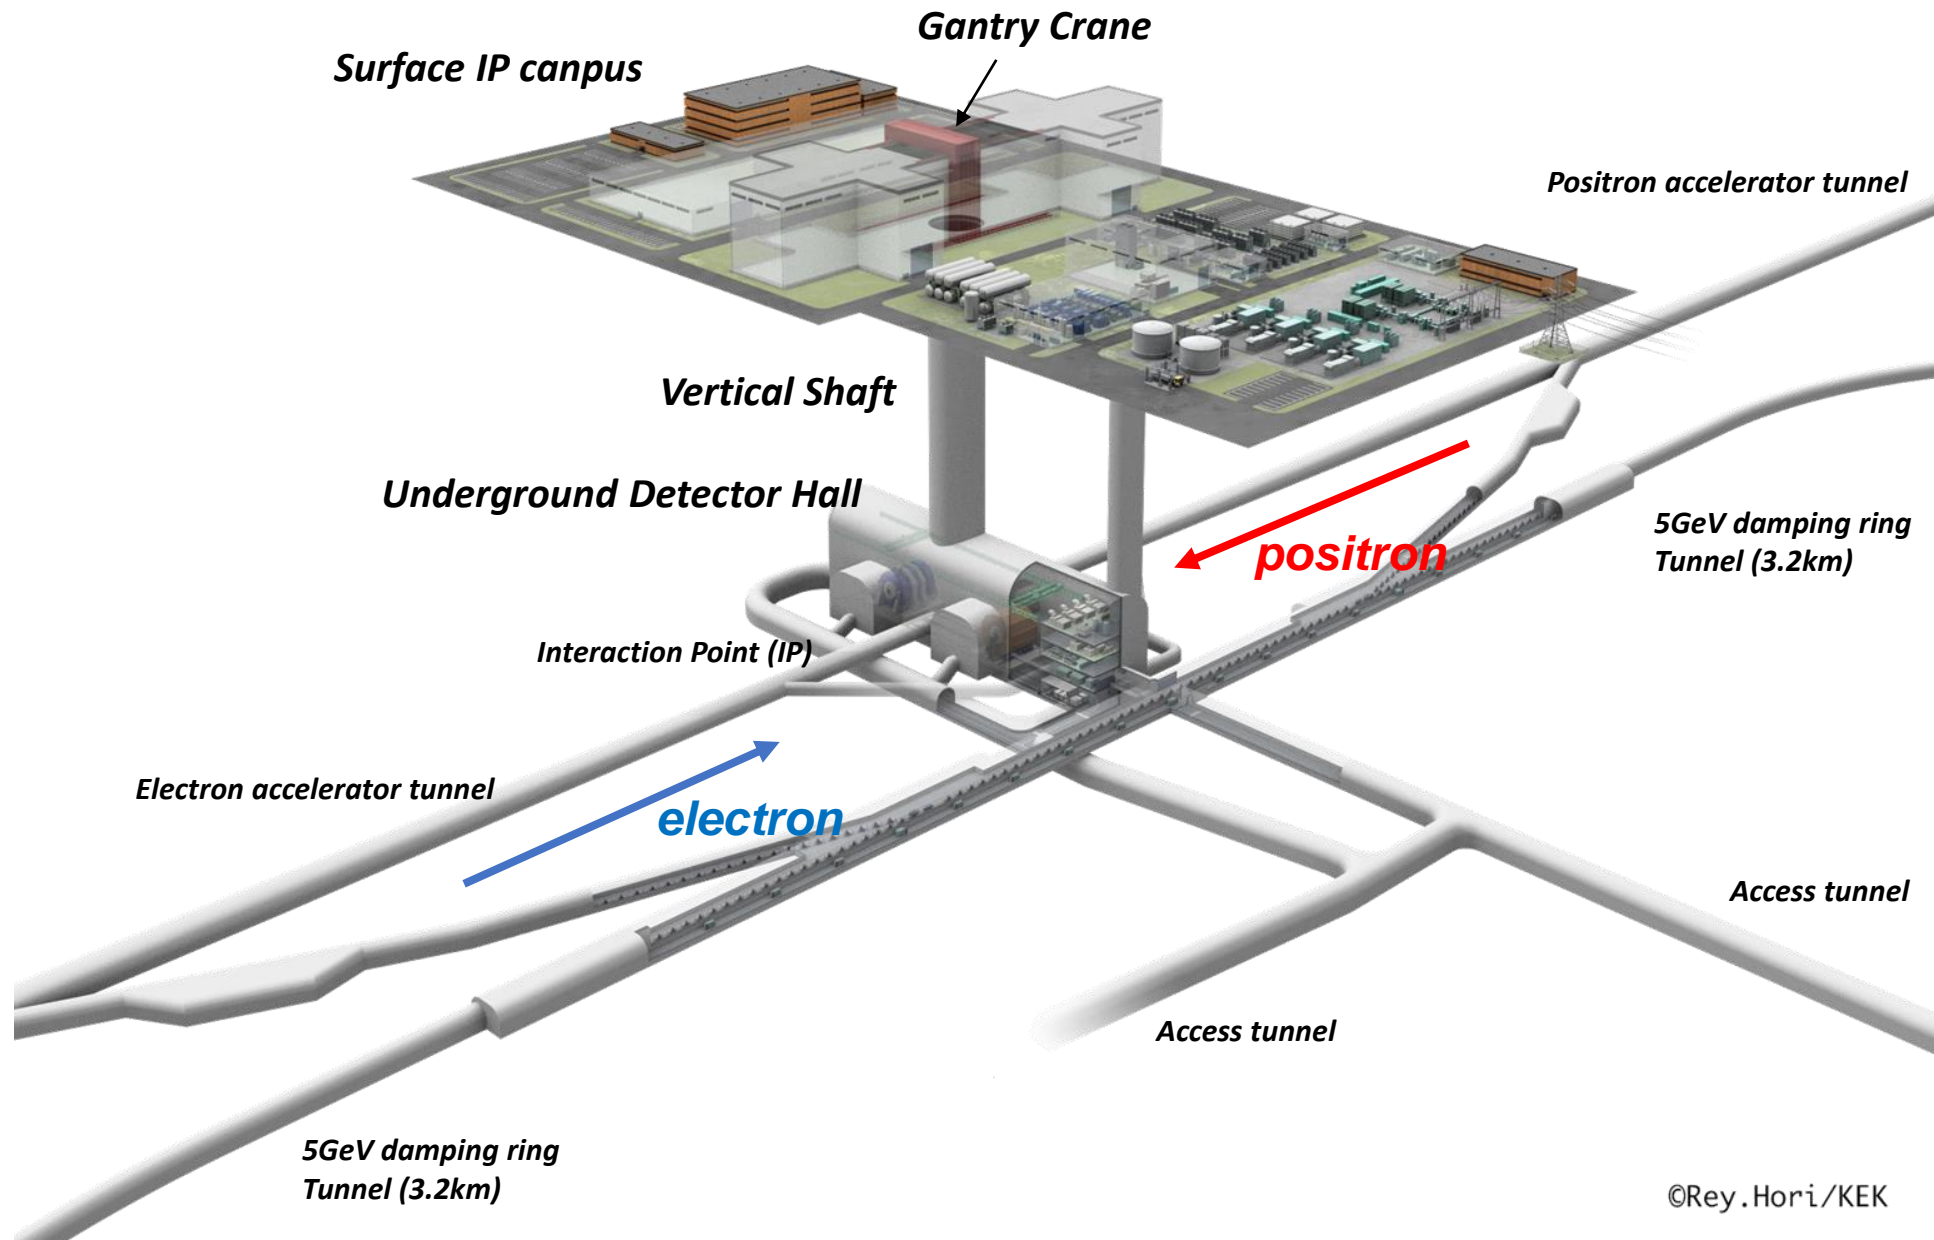 Gantry Crane
Surface IP canpus
Positron accelerator tunnel
Vertical Shaft
Underground Detector Hall
5GeV damping ring
Tunnel (3.2km)
positron
Interaction Point (IP)
Electron accelerator tunnel
electron
Access tunnel
Access tunnel
5GeV damping ring
Tunnel (3.2km)
©Rey.Hori/KEK